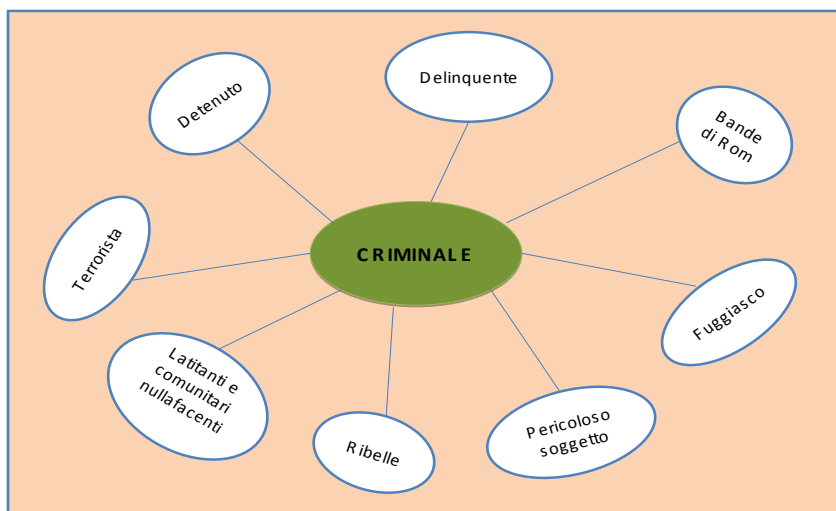 Delinquente
Detenuto
Bande
di Rom
CRIMINALE
Terrorista
Fuggiasco
Latitanti e
comunitari
nullafacenti
Ribelle
Pericoloso
soggetto